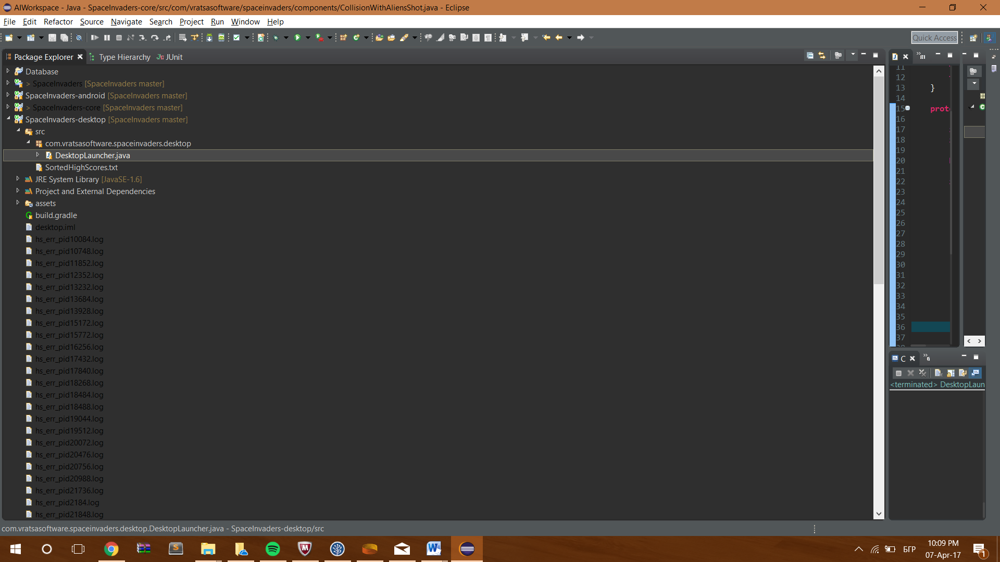 AIWorkspace - Java - SpaceInvaders-core/src/com/vratsasoftware/spaceinvaders/components/CollisionWithAliensShot.java - Eclipse
File Edit Refactor Source Navigate Search Project Run Window Help
Quick Access
Package Explorer Type Hierarchy JUnit
Database
> SpaceInvaders [SpaceInvaders master]
SpaceInvaders-android [SpaceInvaders master]
> SpaceInvaders-core [SpaceInvaders master]
SpaceInvaders-desktop [SpaceInvaders master]
src
com.vratsasoftware.spaceinvaders.desktop
DesktopLauncher.java
SortedHighScores.txt
JRE System Library [JavaSE-1.6]
Project and External Dependencies
assets
build.gradle
desktop.iml
hs_err_pid10084.log
hs_err_pid10748.log
hs_err_pid11852.log
hs_err_pid12352.log
hs_err_pid13232.log
hs_err_pid13684.log
hs_err_pid13928.log
hs_err_pid15172.log
hs_err_pid15772.log
hs_err_pid16256.log
hs_err_pid17432.log
hs_err_pid17840.log
hs_err_pid18268.log
hs_err_pid18484.log
hs_err_pid18488.log
hs_err_pid19044.log
hs_err_pid19512.log
hs_err_pid20072.log
hs_err_pid20476.log
hs_err_pid20756.log
hs_err_pid20988.log
hs_err_pid21736.log
hs_err_pid2184.log
hs_err_pid21848.log
11
12
13 }
14
15 prot
16
17
18
19
20
21
22
23
24
25
26
27
28
29
30
31
32
33
34
35
36
37
C
<terminated> DesktopLaun
com.vratsasoftware.spaceinvaders.desktop.DesktopLauncher.java - SpaceInvaders-desktop/src
БГР
10:09 PM
07-Apr-17
1